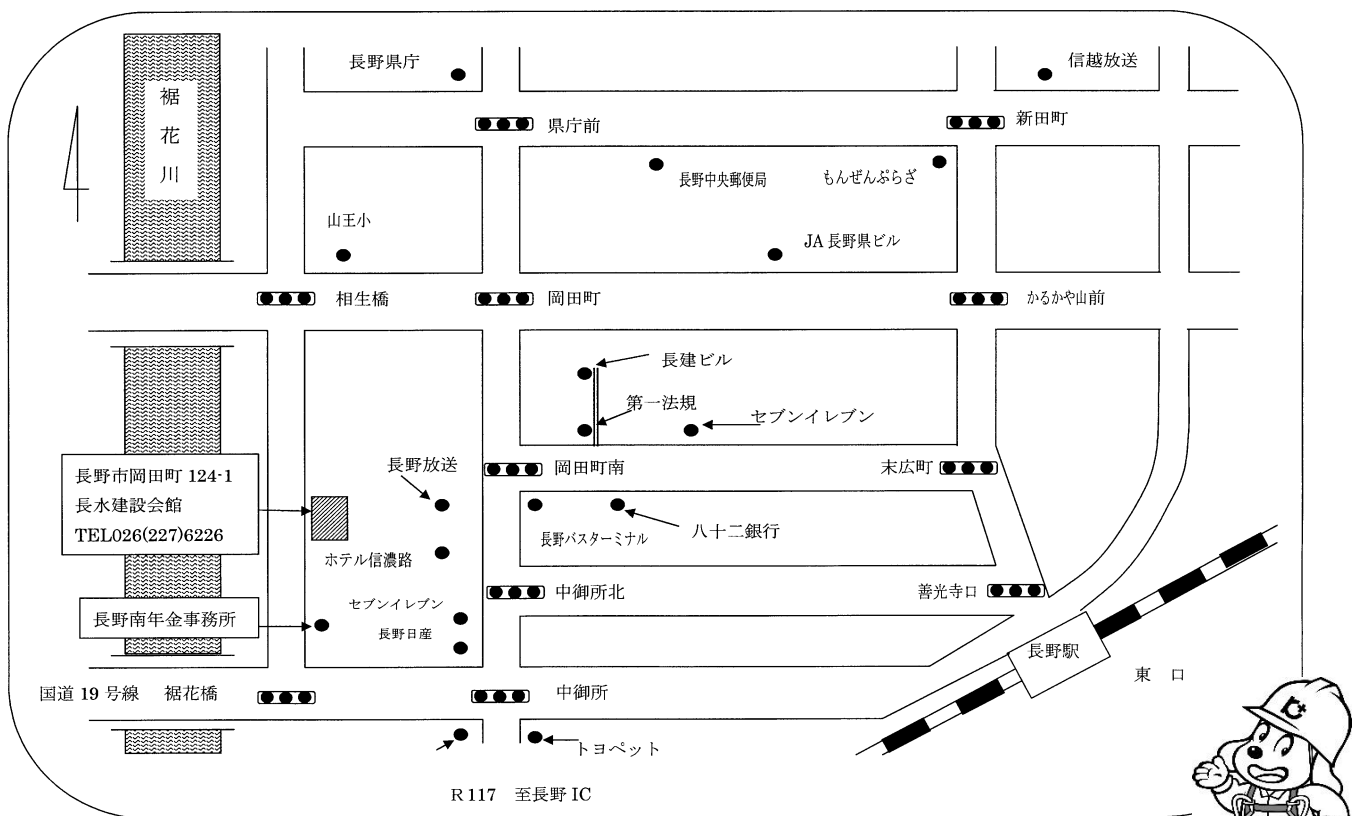 長野県庁
信越放送
裾花川
県庁前
新田町
長野中央郵便局
もんぜんぷらざ
山王小
JA 長野県ビル
相生橋
岡田町
かるかや山前
長建ビル
第一法規
セブンイレブン
長野市岡田町 124-1
長水建設会館
TEL026(227)6226
長野放送
岡田町南
末広町
長野バスターミナル
八十二銀行
ホテル信濃路
中御所北
善光寺口
セブンイレブン
長野日産
長野南年金事務所
長野駅
東 口
国道 19 号線 裾花橋
中御所
トヨペット
R 117 至長野 IC